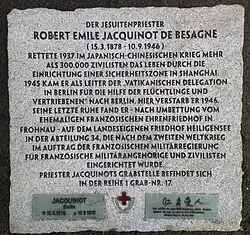 DER JESUITENPRIESTER
ROBERT EMILE JACQUINOT DE BESAGNE
(15.3.1878 - 10.9.1946)
RETTETE 1937 IM JAPANISCH-CHINESISCHEN KRIEG MEHR
ALS 300.000 ZIVILISTEN DAS LEBEN DURCH DIE
EINRICHTUNG EINER SICHERHEITSZONE IN SHANGHAI.
1945 KAM ER ALS LEITER DER „VATIKANISCHEN DELEGATION
IN BERLIN FÜR DIE HILFE DER FLÜCHTLINGE UND
VERTRIEBENEN" NACH BERLIN. HIER VERSTARB ER 1946.
SEINE LETZTE RUHE FAND ER - NACH UMBETTUNG VOM
EHEMALIGEN FRANZÖSISCHEN EHRENFRIEDHOF IN
FROHNAU - AUF DEM LANDESEIGENEN FRIEDHOF HEILIGENSEE
IN DER ABTEILUNG 34, DIE NACH DEM ZWEITEN WELTKRIEG
IM AUFTRAG DER FRANZÖSISCHEN MILITÄRREGIERUNG
FÜR FRANZÖSISCHE MILITÄRANGEHÖRIGE UND ZIVILISTEN
EINGERICHTET WURDE.
PRIESTER JACQUINOTS GRABSTELLE BEFINDET SICH
IN DER REIHE 1 GRAB-NR. 17.
JACQUINOT